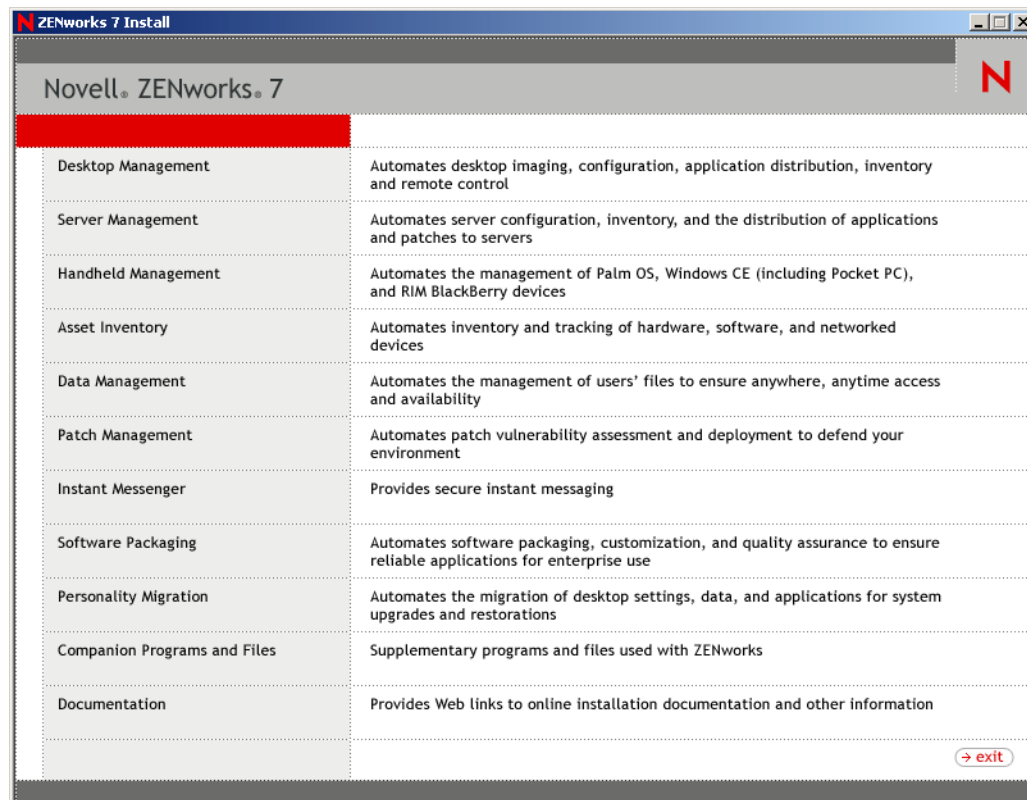 ZENworks 7 Install
Novell® ZENworks® 7
N
Desktop Management
Automates desktop imaging, configuration, application distribution, inventory
and remote control
Server Management
Automates server configuration, inventory, and the distribution of applications
and patches to servers
Handheld Management
Automates the management of Palm OS, Windows CE (including Pocket PC),
and RIM BlackBerry devices
Asset Inventory
Automates inventory and tracking of hardware, software, and networked
devices
Data Management
Automates the management of users’ files to ensure anywhere, anytime access
and availability
Patch Management
Automates patch vulnerability assessment and deployment to defend your
environment
Instant Messenger
Provides secure instant messaging
Software Packaging
Automates software packaging, customization, and quality assurance to ensure
reliable applications for enterprise use
Personality Migration
Automates the migration of desktop settings, data, and applications for system
upgrades and restorations
Companion Programs and Files
Supplementary programs and files used with ZENworks
Documentation
Provides Web links to online installation documentation and other information
→ exit